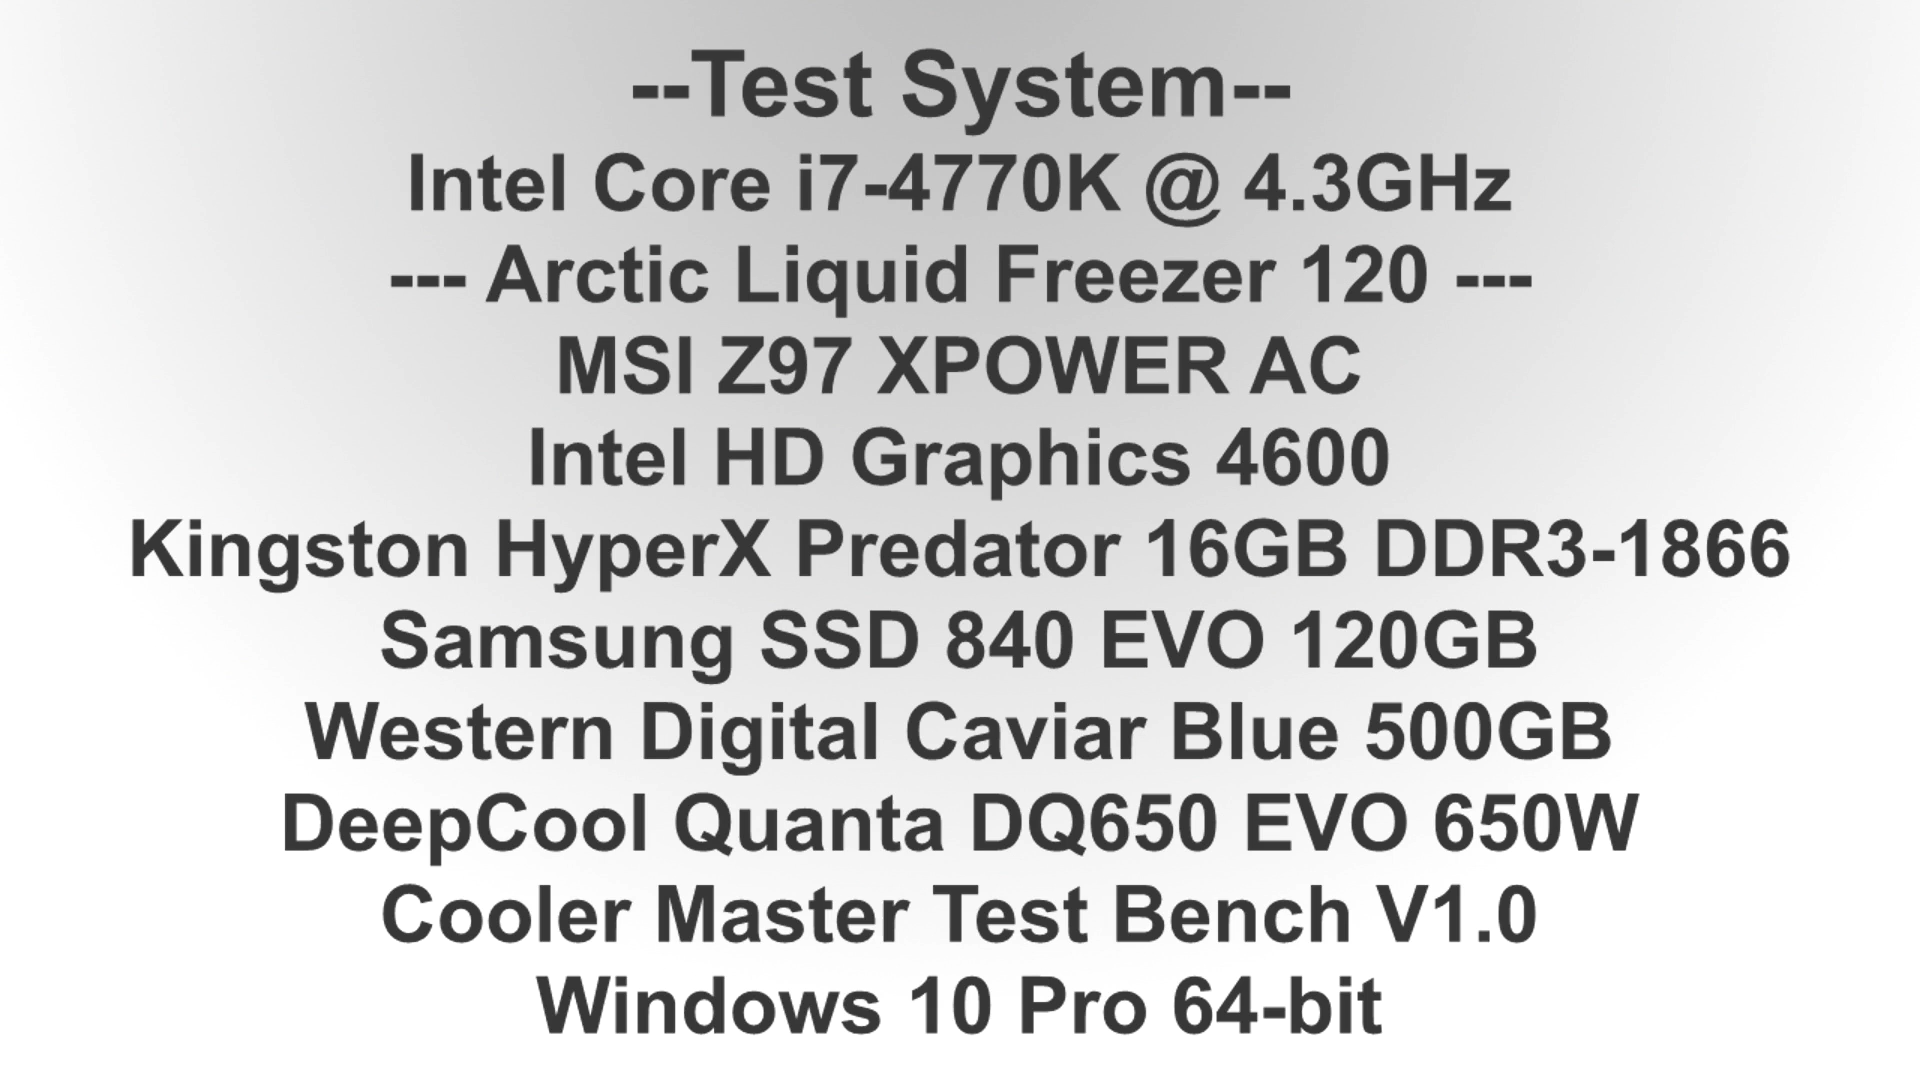 --Test System--
Intel Core i7-4770K @ 4.3GHz
--- Arctic Liquid Freezer 120 ---
MSI Z97 XPOWER AC
Intel HD Graphics 4600
Kingston HyperX Predator 16GB DDR3-1866
Samsung SSD 840 EVO 120GB
Western Digital Caviar Blue 500GB
DeepCool Quanta DQ650 EVO 650W
Cooler Master Test Bench V1.0
Windows 10 Pro 64-bit